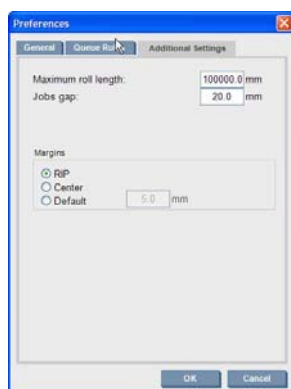 Preferences
General Queue Additional Settings
Maximum roll length: 100000.0 mm
Jobs gap: 20.0 mm
Margins
RIP
Center
Default 5.0 mm
OK Cancel